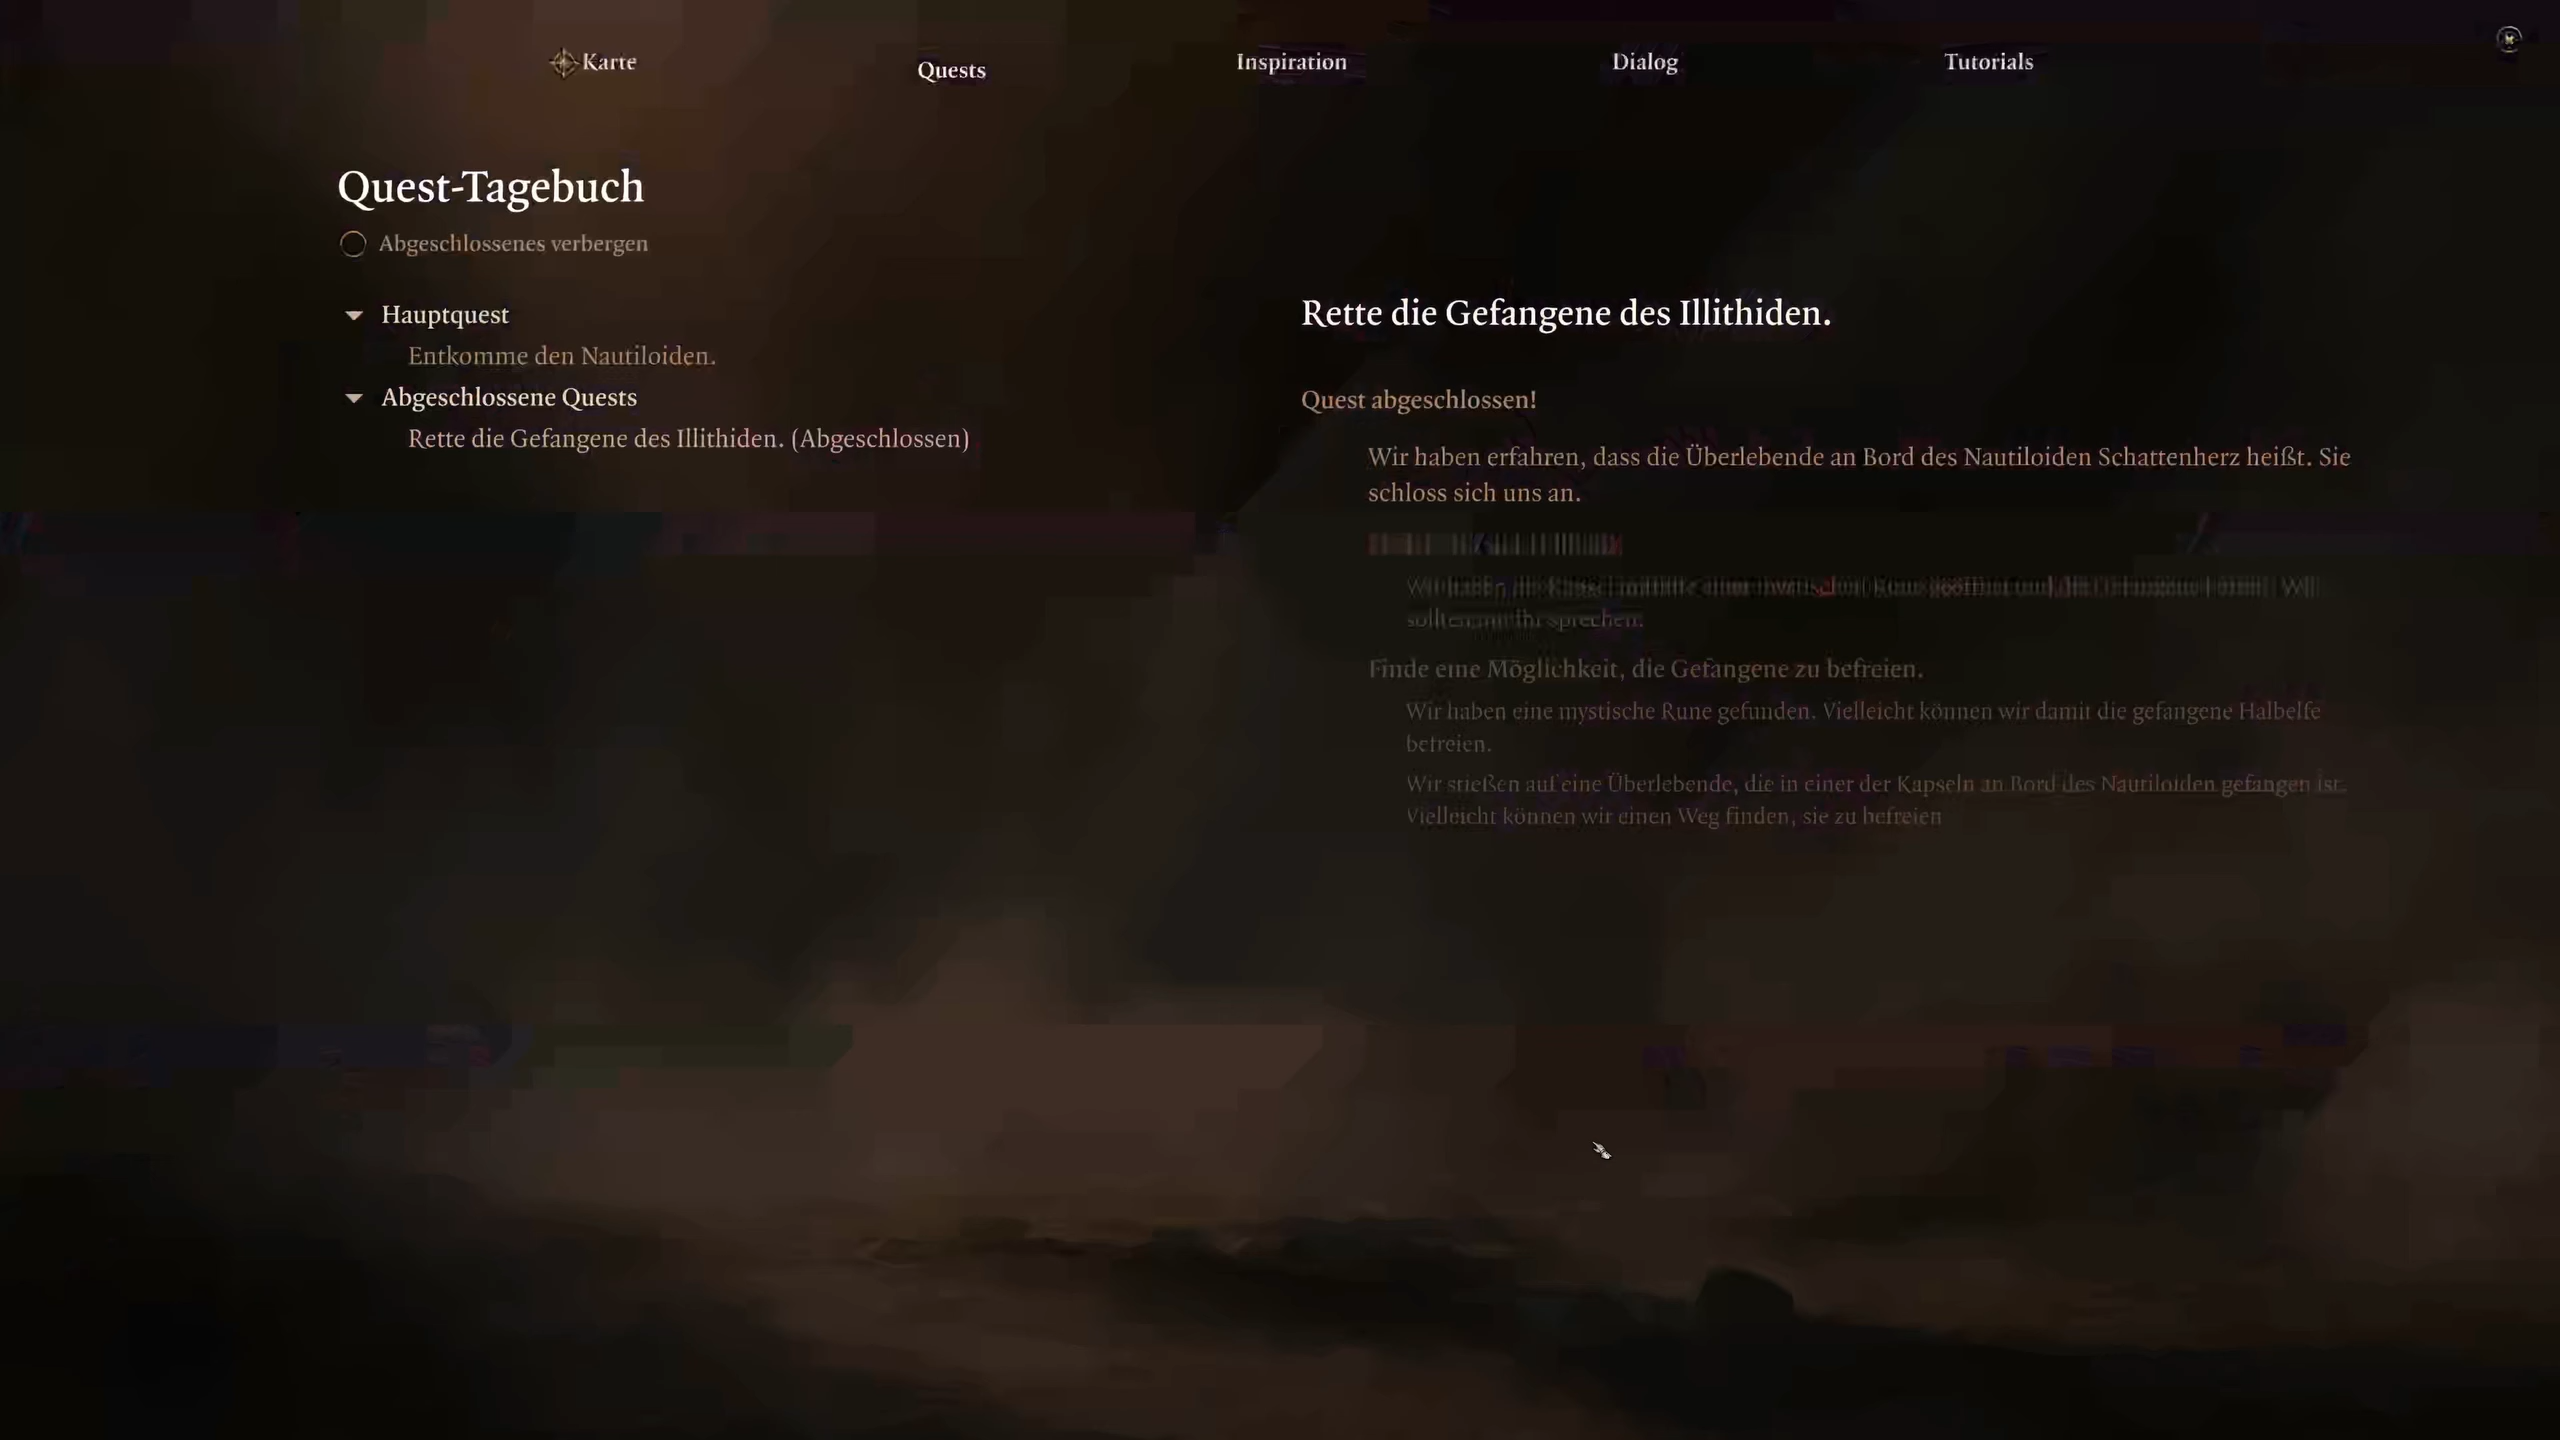 Karte
Quests
Inspiration
Dialog
Tutorials
Quest-Tagebuch
Abgeschlossenes verbergen
Hauptquest
Entkomme den Nautiloiden.
Abgeschlossene Quests
Rette die Gefangene des Illithiden. (Abgeschlossen)
Rette die Gefangene des Illithiden.
Quest abgeschlossen!
Wir haben erfahren, dass die Überlebende an Bord des Nautiloiden Schattenherz heißt. Sie
schloss sich uns an.
sprechen.
Finde eine Möglichkeit, die Gefangene zu befreien.
Wir haben eine mystische Rune gefunden. Vielleicht können wir damit die gefangene Halbelfe
befreien.
Wir stießen auf eine Überlebende, die in einer der Kapseln an Bord des Nautiloiden gefangen ist.
Vielleicht können wir einen Weg finden, sie zu befreien